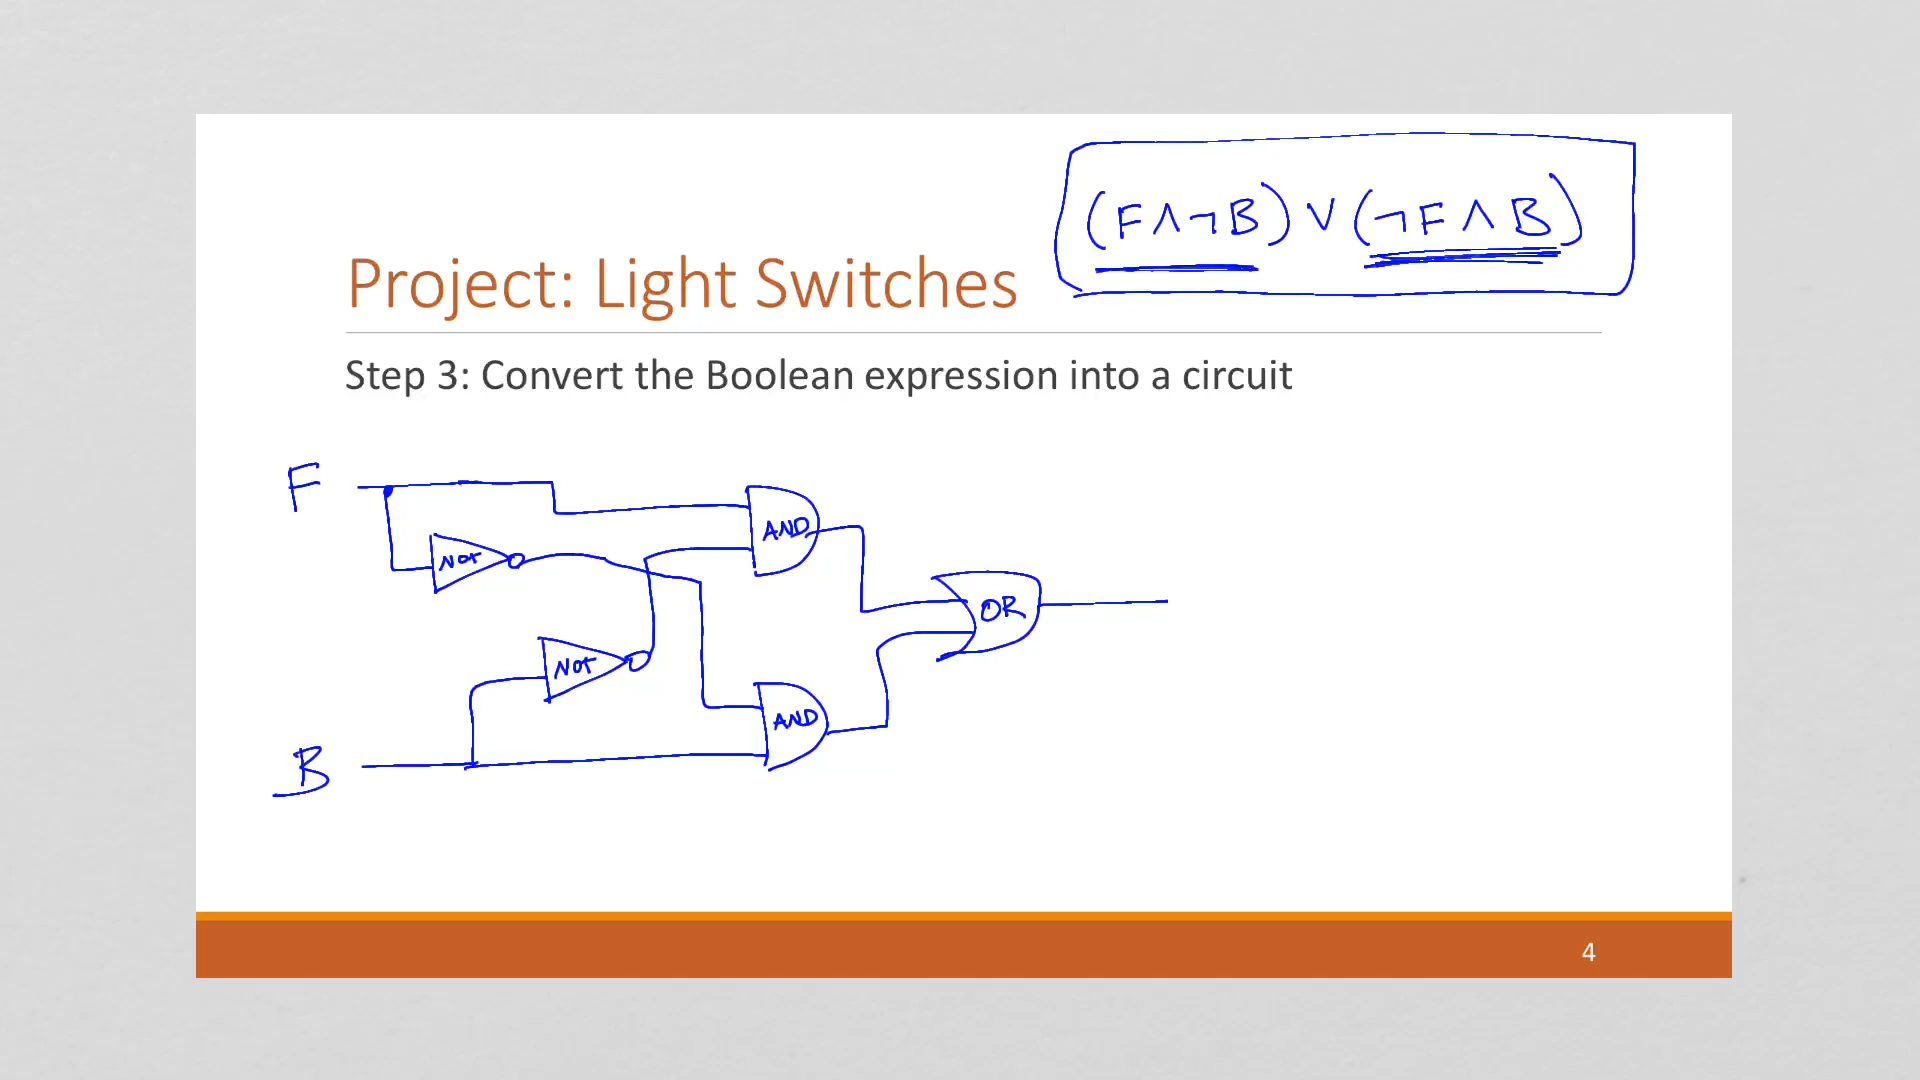 (F∧¬B)∨(¬F∧B)
Project: Light Switches
Step 3: Convert the Boolean expression into a circuit
F
AND
NOT
OR
NOT
AND
B
4